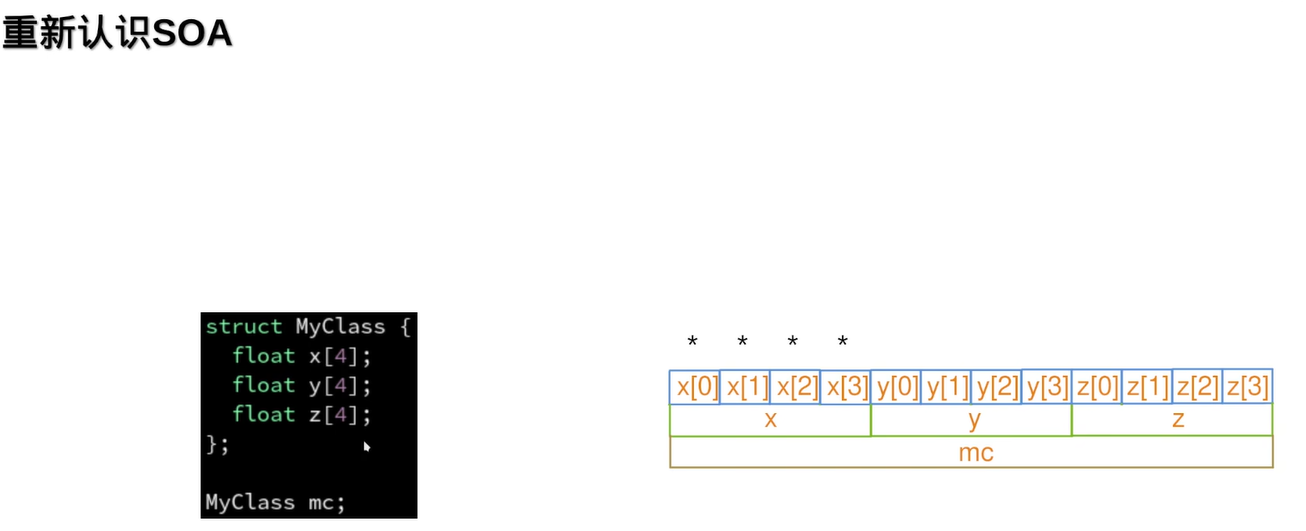 重新认识SOA
struct MyClass {
float x[4];
float y[4];
float z[4];
};
MyClass mc;
* * * *
x[0] x[1] x[2] x[3] y[0] y[1] y[2] y[3] z[0] z[1] z[2] z[3]
x y z
mc